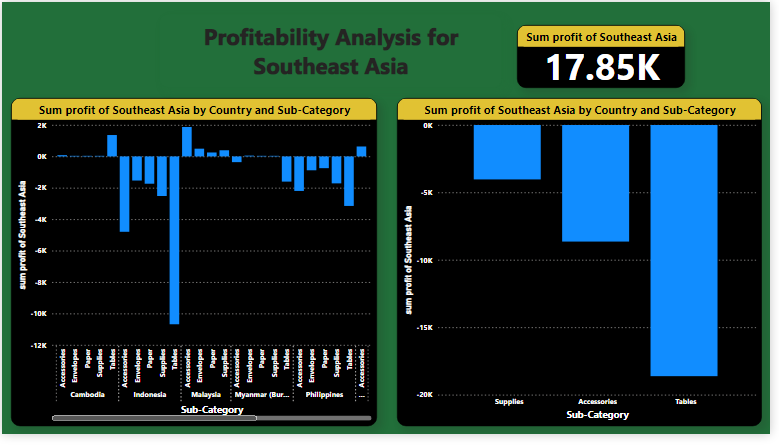 Profitability Analysis for
Southeast Asia
Sum profit of Southeast Asia
17.85K
Sum profit of Southeast Asia by Country and Sub-Category
sum profit of Southeast Asia
2K
0K
-2K
-4K
-6K
-8K
-10K
-12K
Accessories
Envelopes
Paper
Supplies
Tables
Accessories
Envelopes
Paper
Supplies
Tables
Accessories
Envelopes
Paper
Supplies
Accessories
Envelopes
Paper
Supplies
Tables
Accessories
Envelopes
Paper
Supplies
Tables
Accessories
Cambodia
Indonesia
Malaysia
Myanmar (Bur...
Philippines
...
Sub-Category
Sum profit of Southeast Asia by Country and Sub-Category
sum profit of Southeast Asia
0K
-5K
-10K
-15K
-20K
Supplies
Accessories
Tables
Sub-Category